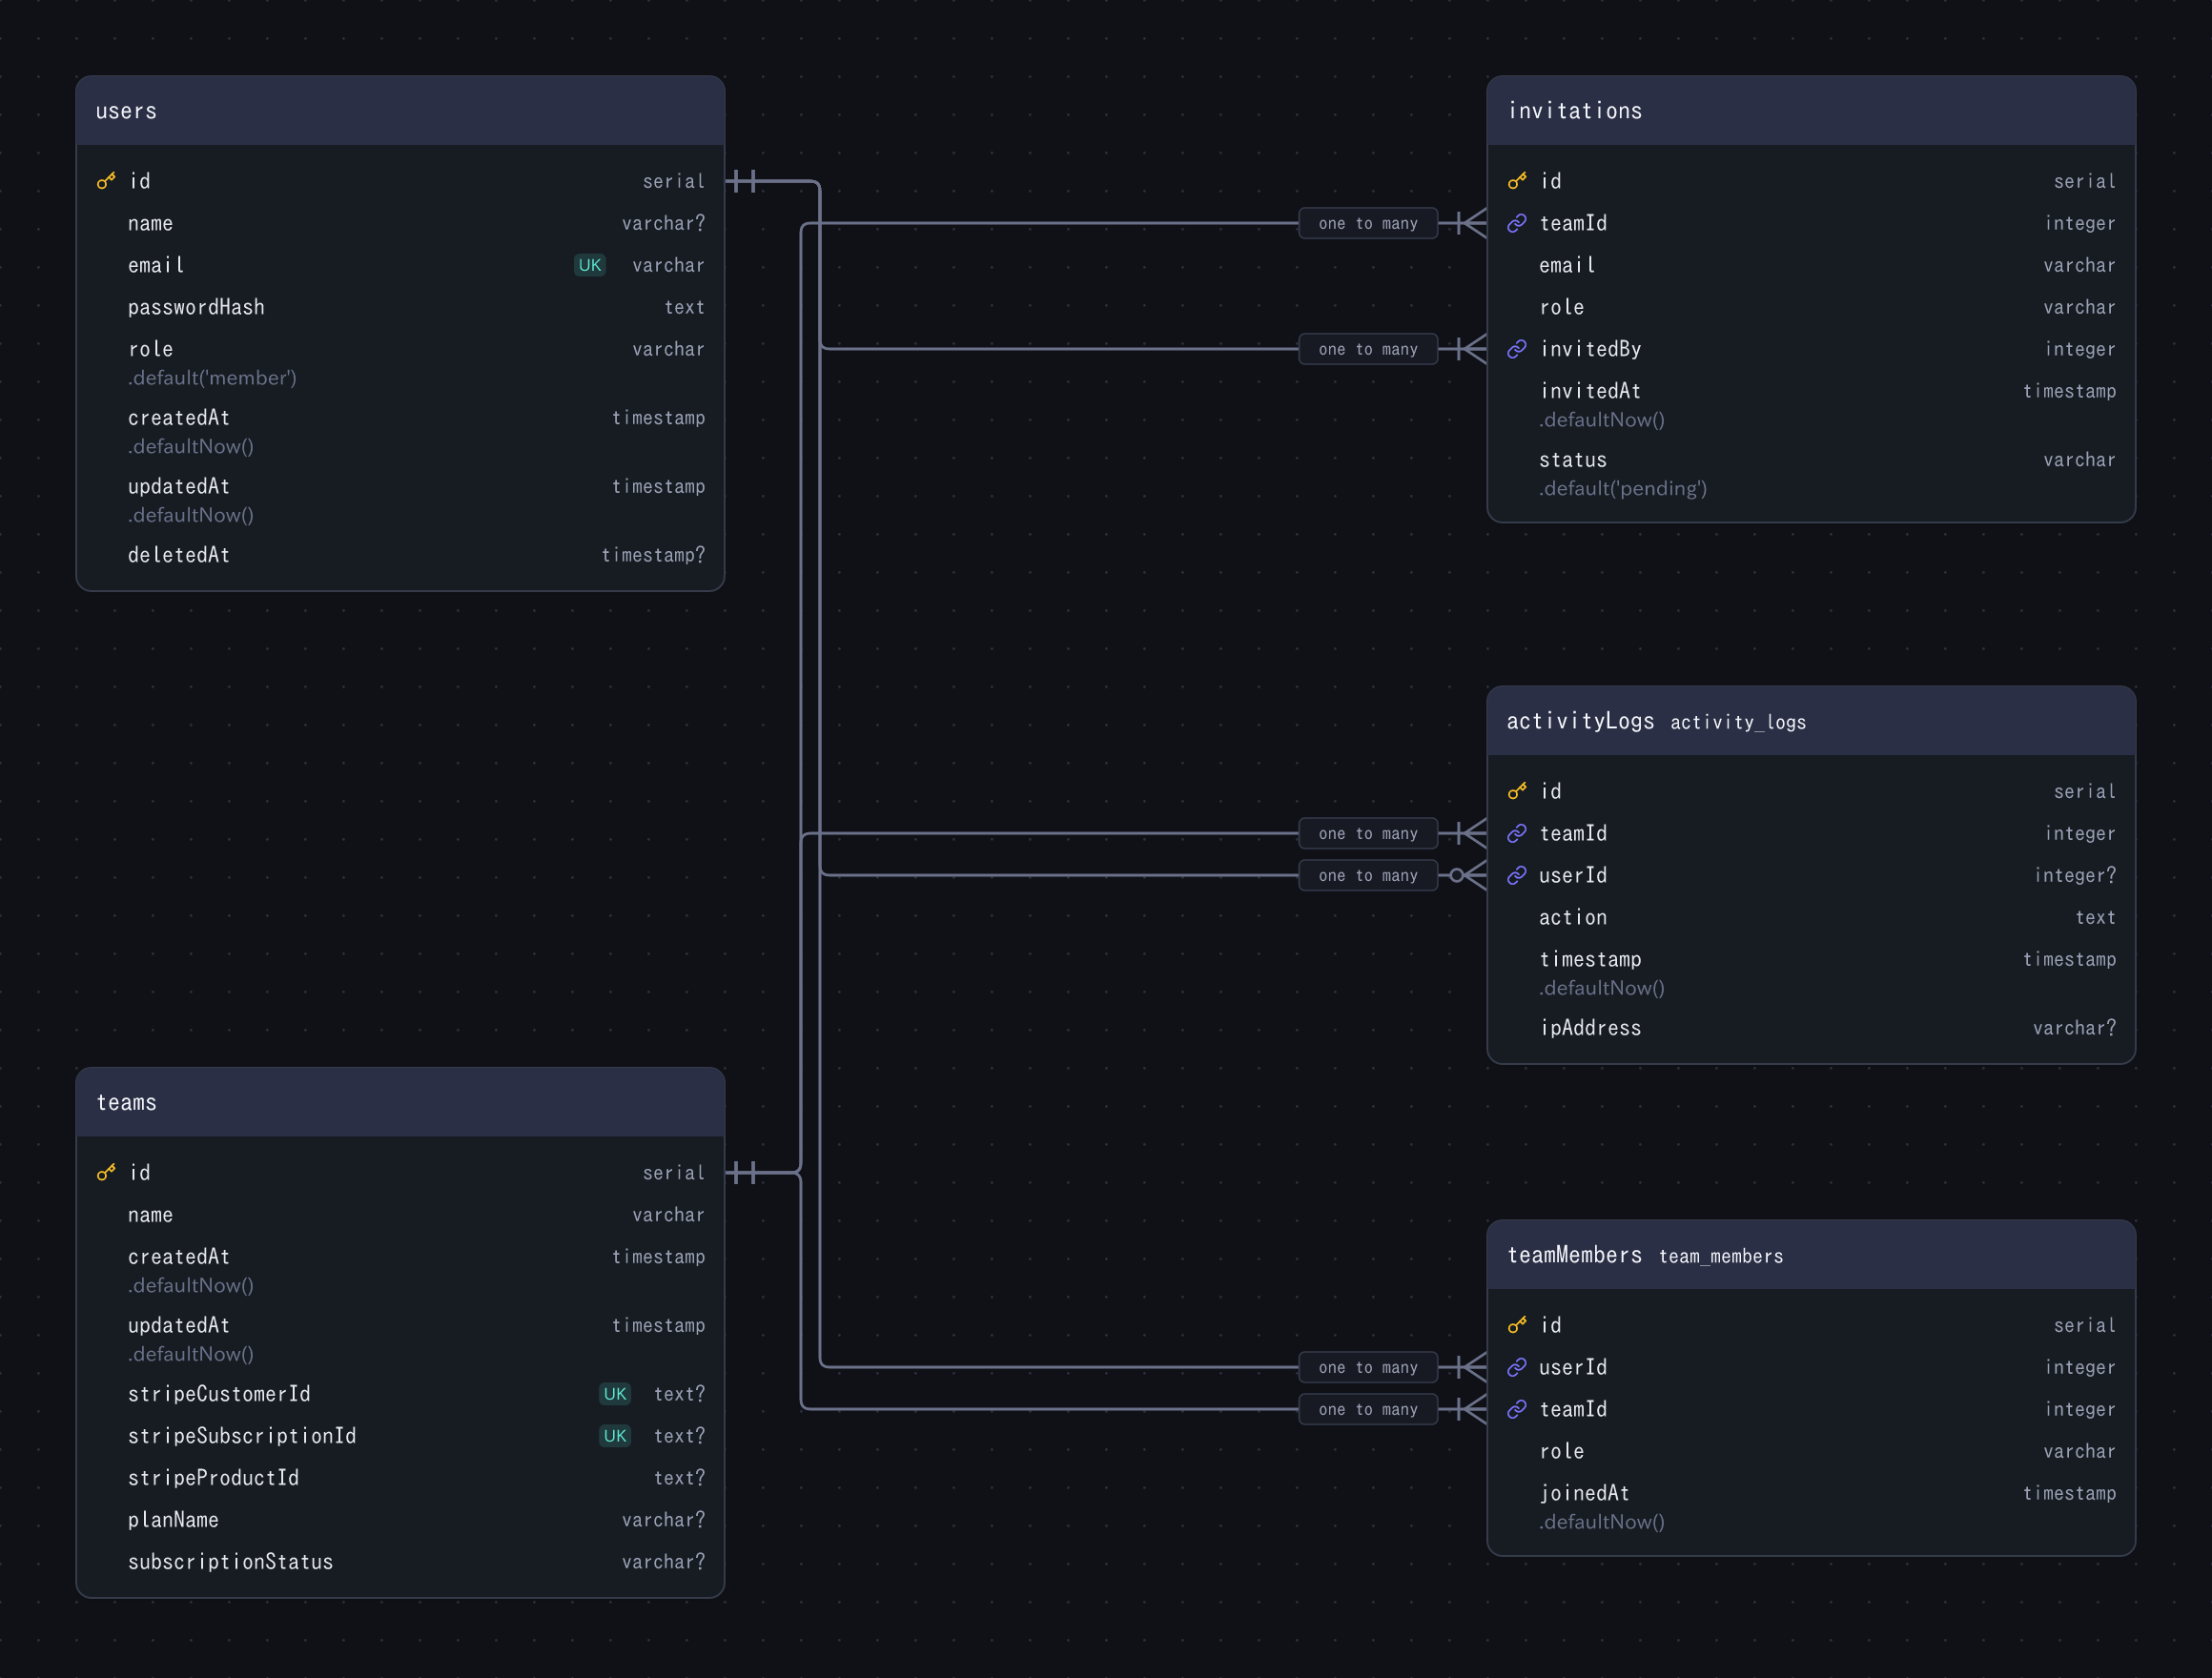 users
id serial
name varchar?
email UK varchar
passwordHash text
role varchar
.default('member')
createdAt timestamp
.defaultNow()
updatedAt timestamp
.defaultNow()
deletedAt timestamp?
teams
id serial
name varchar
createdAt timestamp
.defaultNow()
updatedAt timestamp
.defaultNow()
stripeCustomerId UK text?
stripeSubscriptionId UK text?
stripeProductId text?
planName varchar?
subscriptionStatus varchar?
one to many
one to many
one to many
one to many
one to many
one to many
invitations
id serial
teamId integer
email varchar
role varchar
invitedBy integer
invitedAt timestamp
.defaultNow()
status varchar
.default('pending')
activityLogs activity_logs
id serial
teamId integer
userId integer?
action text
timestamp timestamp
.defaultNow()
ipAddress varchar?
teamMembers team_members
id serial
userId integer
teamId integer
role varchar
joinedAt timestamp
.defaultNow()